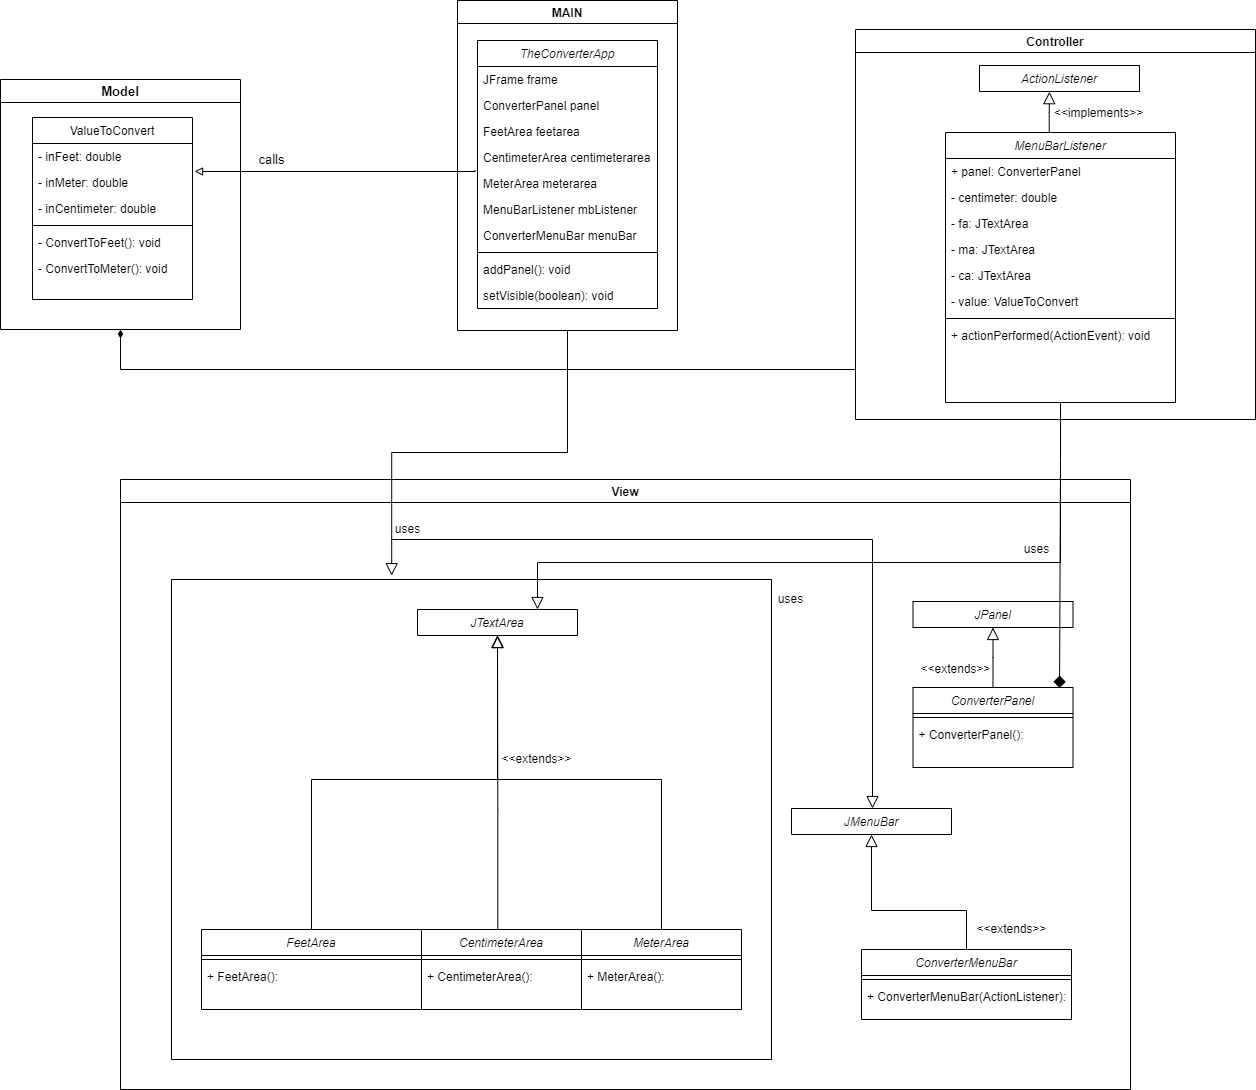 MAIN
TheConverterApp
JFrame frame
ConverterPanel panel
FeetArea feetarea
CentimeterArea centimeterarea
MeterArea meterarea
MenuBarListener mbListener
ConverterMenuBar menuBar
addPanel(): void
setVisible(boolean): void
Model
ValueToConvert
- inFeet: double
- inMeter: double
- inCentimeter: double
- ConvertToFeet(): void
- ConvertToMeter(): void
calls
Controller
ActionListener
<<implements>>
MenuBarListener
+ panel: ConverterPanel
- centimeter: double
- fa: JTextArea
- ma: JTextArea
- ca: JTextArea
- value: ValueToConvert
+ actionPerformed(ActionEvent): void
View
uses
uses
uses
JTextArea
<<extends>>
FeetArea
+ FeetArea():
CentimeterArea
+ CentimeterArea():
MeterArea
+ MeterArea():
JPanel
<<extends>>
ConverterPanel
+ ConverterPanel():
JMenuBar
<<extends>>
ConverterMenuBar
+ ConverterMenuBar(ActionListener):